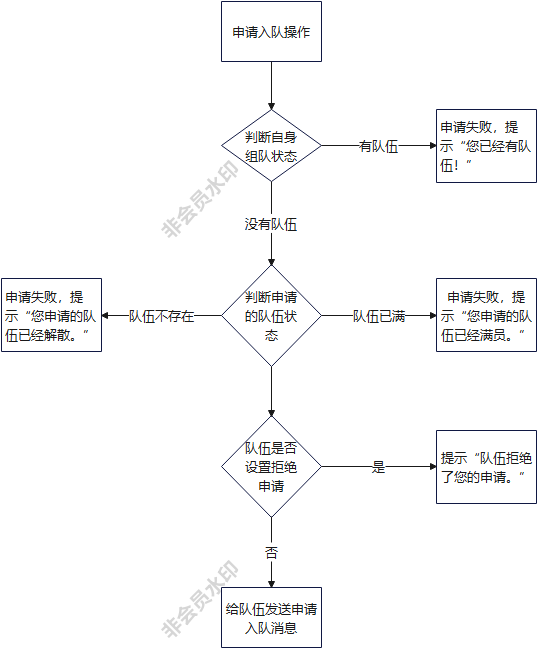 申请入队操作
判断自身
组队状态
有队伍
申请失败，提
示“您已经有队
伍！”
非会员水印
没有队伍
申请失败，提
示“您申请的队
伍已经解散。”
队伍不存在
判断申请
的队伍状
态
队伍已满
申请失败，提
示“您申请的队
伍已经满员。”
队伍是否
设置拒绝
申请
是
提示“队伍拒绝
了您的申请。”
否
非会员水印
给队伍发送申请
入队消息